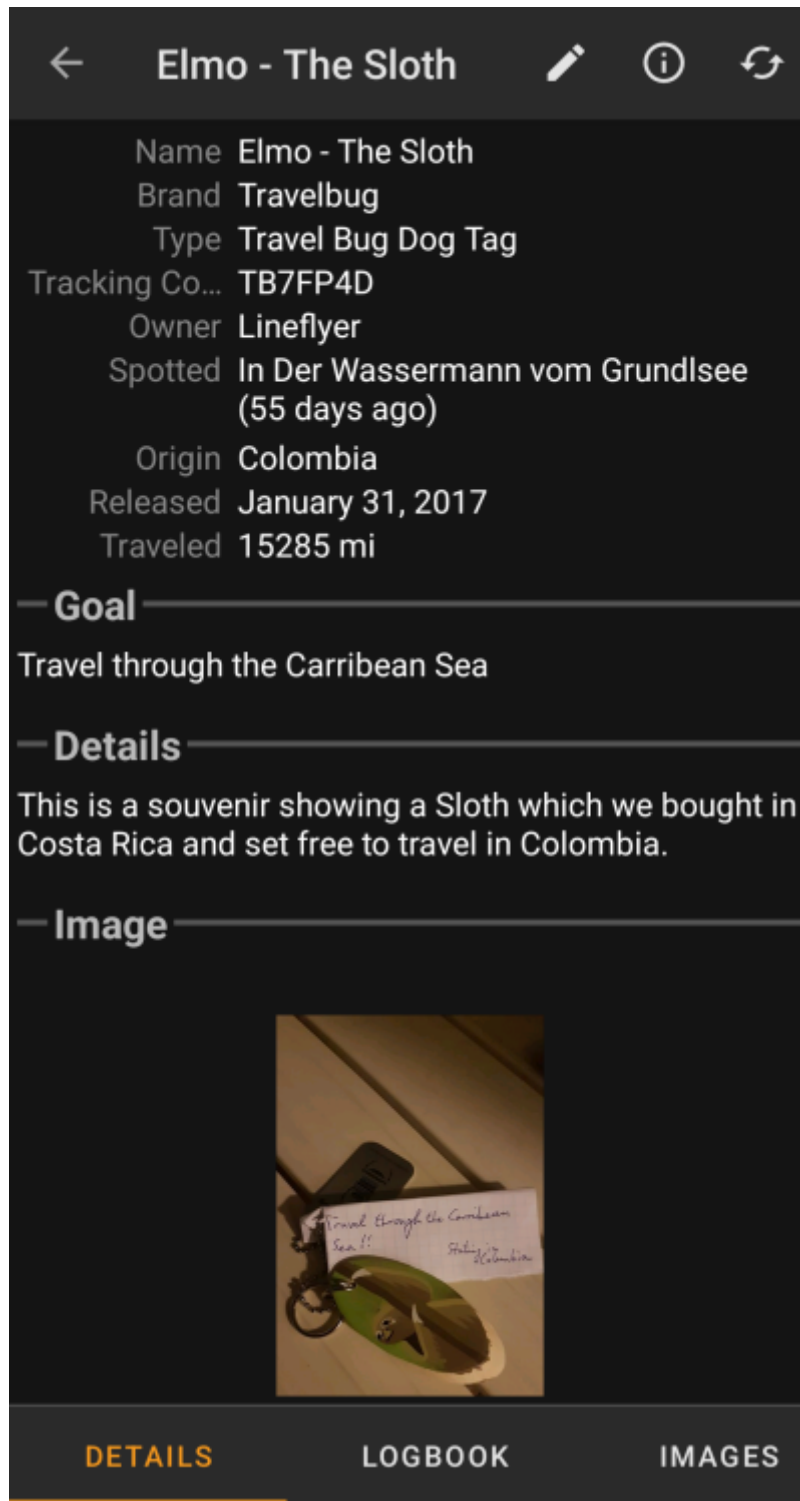 Elmo - The Sloth
Name Elmo - The Sloth
Brand Travelbug
Type Travel Bug Dog Tag
Tracking Co... TB7FP4D
Owner Lineflyer
Spotted In Der Wassermann vom Grundlsee
(55 days ago)
Origin Colombia
Released January 31, 2017
Traveled 15285 mi
Goal
Travel through the Carribean Sea
Details
This is a souvenir showing a Sloth which we bought in
Costa Rica and set free to travel in Colombia.
Image
Travel through the Carribean
Sea !!
Colombia
DETAILS LOGBOOK IMAGES